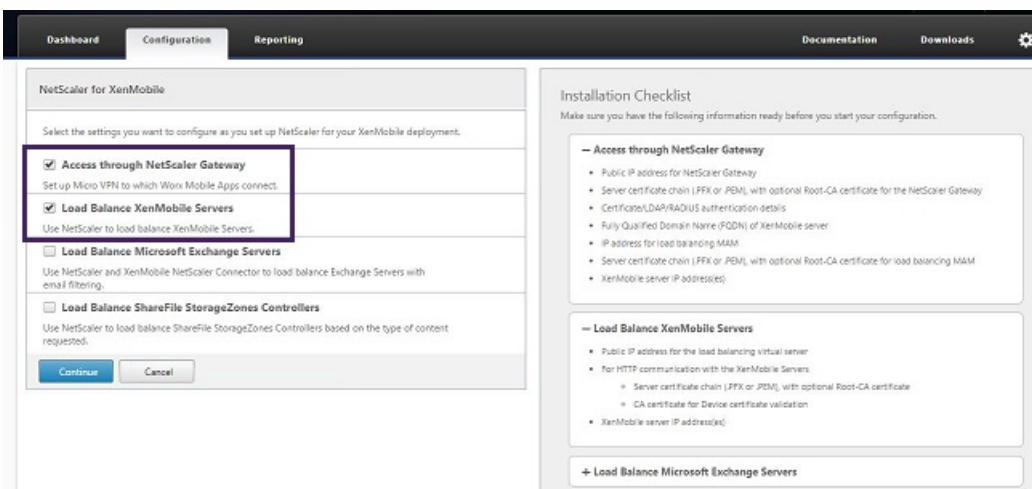 Dashboard
Configuration
Reporting
Documentation
Downloads
NetScaler for XenMobile
Select the settings you want to configure as you set up NetScaler for your XenMobile deployment.
Access through NetScaler Gateway
Set up Micro VPN to which Worx Mobile Apps connect.
Load Balance XenMobile Servers
Use NetScaler to load balance XenMobile Servers.
Load Balance Microsoft Exchange Servers
Use NetScaler and XenMobile NetScaler Connector to load balance Exchange Servers with
email filtering.
Load Balance ShareFile StorageZones Controllers
Use NetScaler to load balance ShareFile StorageZones Controllers based on the type of content
requested.
Continue
Cancel
Installation Checklist
Make sure you have the following information ready before you start your configuration.
− Access through NetScaler Gateway
• Public IP address for NetScaler Gateway
• Server certificate chain (.PFX or .PEM), with optional Root-CA certificate for the NetScaler Gateway
• Certificate/LDAP/RADIUS authentication details
• Fully Qualified Domain Name (FQDN) of XenMobile server
• IP address for load balancing MAM
• Server certificate chain (.PFX or .PEM), with optional Root-CA certificate for load balancing MAM
• XenMobile server IP address(es)
− Load Balance XenMobile Servers
• Public IP address for the load balancing virtual server
• For HTTP communication with the XenMobile Servers
Server certificate chain (.PFX or .PEM), with optional Root-CA certificate
CA certificate for Device certificate validation
• XenMobile server IP address(es)
+ Load Balance Microsoft Exchange Servers